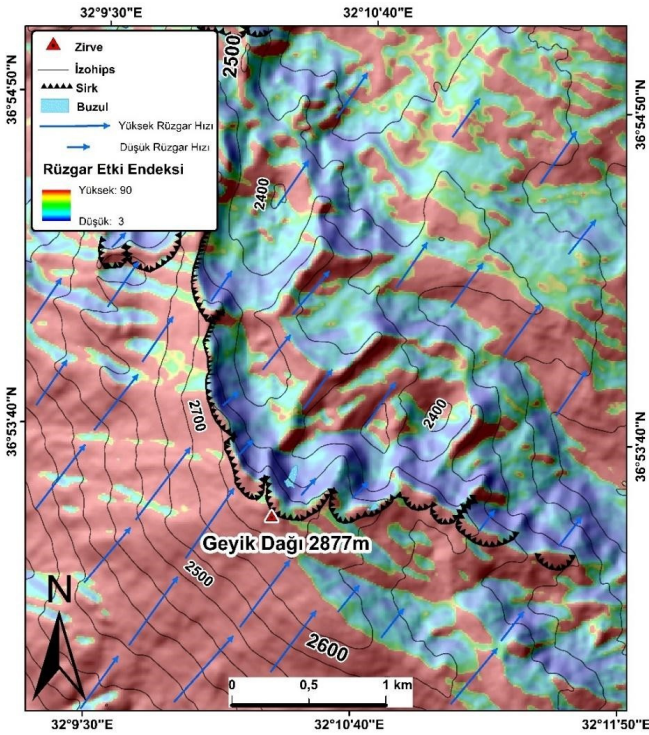 32°9'30"E
32°10'40"E
36°54'50"N
36°54'50"N
Zirve
İzohips
Sirk
Buzul
Yüksek Rüzgar Hızı
Düşük Rüzgar Hızı
Rüzgar Etki Endeksi
Yüksek: 90
Düşük: 3
2500
2400
2700
2400
36°53'40"N
36°53'40"N
Geyik Dağı 2877m
2500
2600
N
0
0,5
1 km
32°9'30"E
32°10'40"E
32°11'50"E